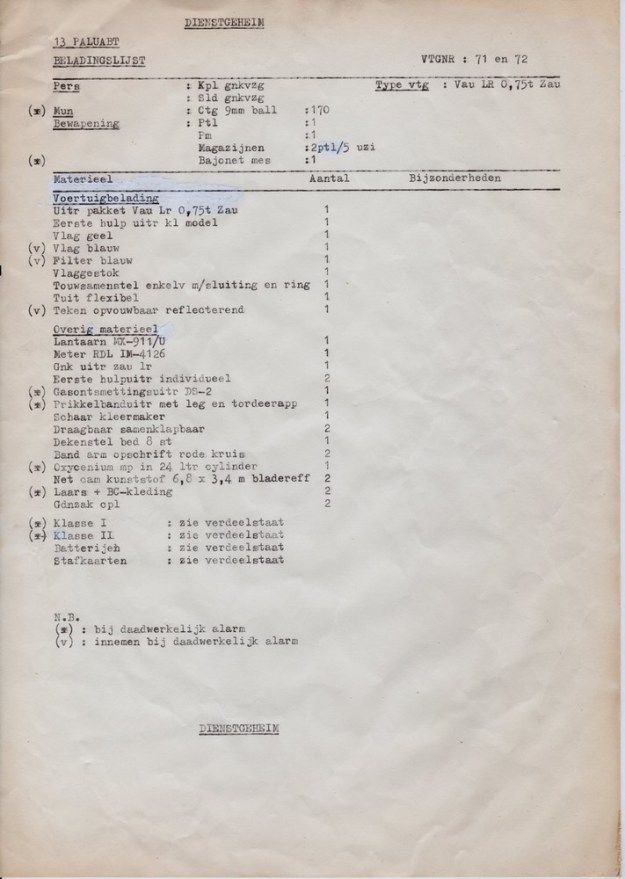 DIENSTGEHEIM
13 PALUABT
BELADINGSLIJST VTGNR : 71 en 72
Pers : Kpl gnkvzg Type vtg : Vau LR 0,75t Zau
: Sld gnkvzg
(*) Mun : Ctg 9mm ball :170
Bewapening : Ptl :1
Pm :1
Magazijnen :2ptl/5 uzi
(*) Bajonet mes :1
Materieel Aantal Bijzonderheden
Voertuigbelading
Uitr pakket Vau Lr 0,75t Zau 1
Eerste hulp uitr kl model 1
Vlag geel 1
(v) Vlag blauw 1
(v) Filter blauw 1
Vlaggestok 1
Touwsamenstel enkelv m/sluiting en ring 1
Tuit flexibel 1
(v) Teken opvouwbaar reflecterend 1
Overig materieel
Lantaarn MX-911/U 1
Meter RDL IM-4126 1
Gnk uitr zau lr 1
Eerste hulpuitr individueel 2
(*) Gasontsmettingsuitr DS-2 1
(*) Prikkelbanduitr met leg en tordeerapp 1
Schaar kleermaker 1
Draagbaar samenklapbaar 2
Dekenstel bed 8 st 1
Band arm opschrift rode kruis 2
(*) Oxycenium mp in 24 ltr cylinder 1
Net cam kunststof 6,8 x 3,4 m bladereff 2
(*) Laars + BC-kleding 2
Gdnzak opl 2
(*) Klasse I : zie verdeelstaat
(*) Klasse II : zie verdeelstaat
Batterijen : zie verdeelstaat
Stafkaarten : zie verdeelstaat
N.B.
(*) : bij daadwerkelijk alarm
(v) : innemen bij daadwerkelijk alarm
DIENSTGEHEIM